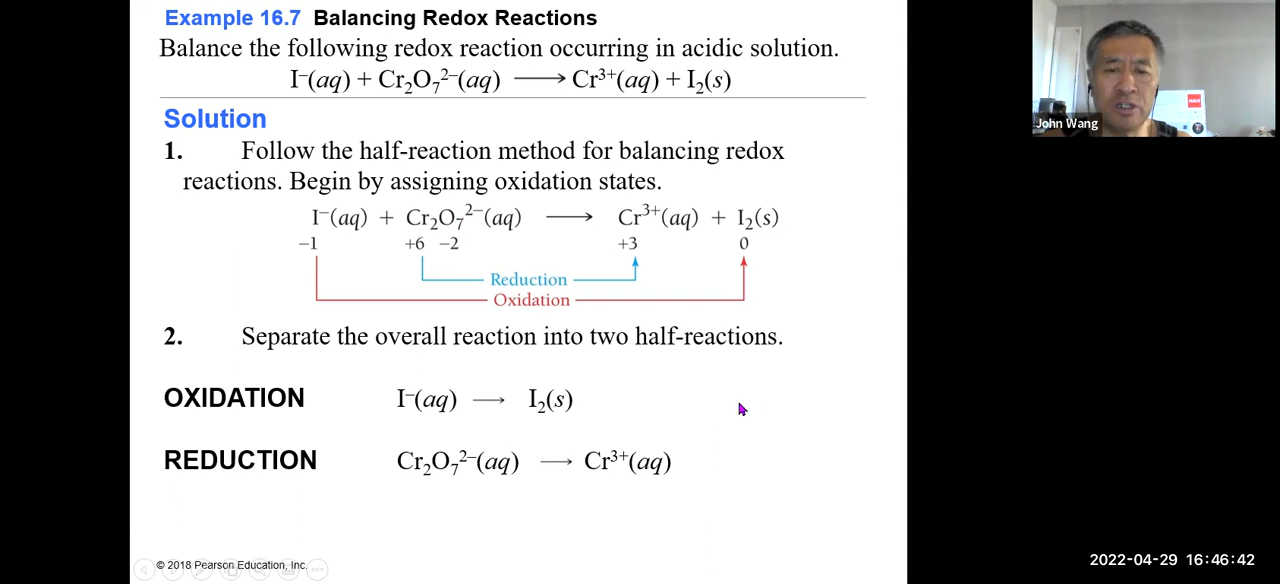 Example 16.7 Balancing Redox Reactions
Balance the following redox reaction occurring in acidic solution.
I⁻(aq) + Cr₂O₇²⁻(aq) ⟶ Cr³⁺(aq) + I₂(s)
Solution
1. Follow the half-reaction method for balancing redox
reactions. Begin by assigning oxidation states.
I⁻(aq) + Cr₂O₇²⁻(aq) ⟶ Cr³⁺(aq) + I₂(s)
−1 +6 −2 +3 0
Reduction
Oxidation
2. Separate the overall reaction into two half-reactions.
OXIDATION I⁻(aq) ⟶ I₂(s)
REDUCTION Cr₂O₇²⁻(aq) ⟶ Cr³⁺(aq)
© 2018 Pearson Education, Inc.
John Wang
2022-04-29 16:46:42